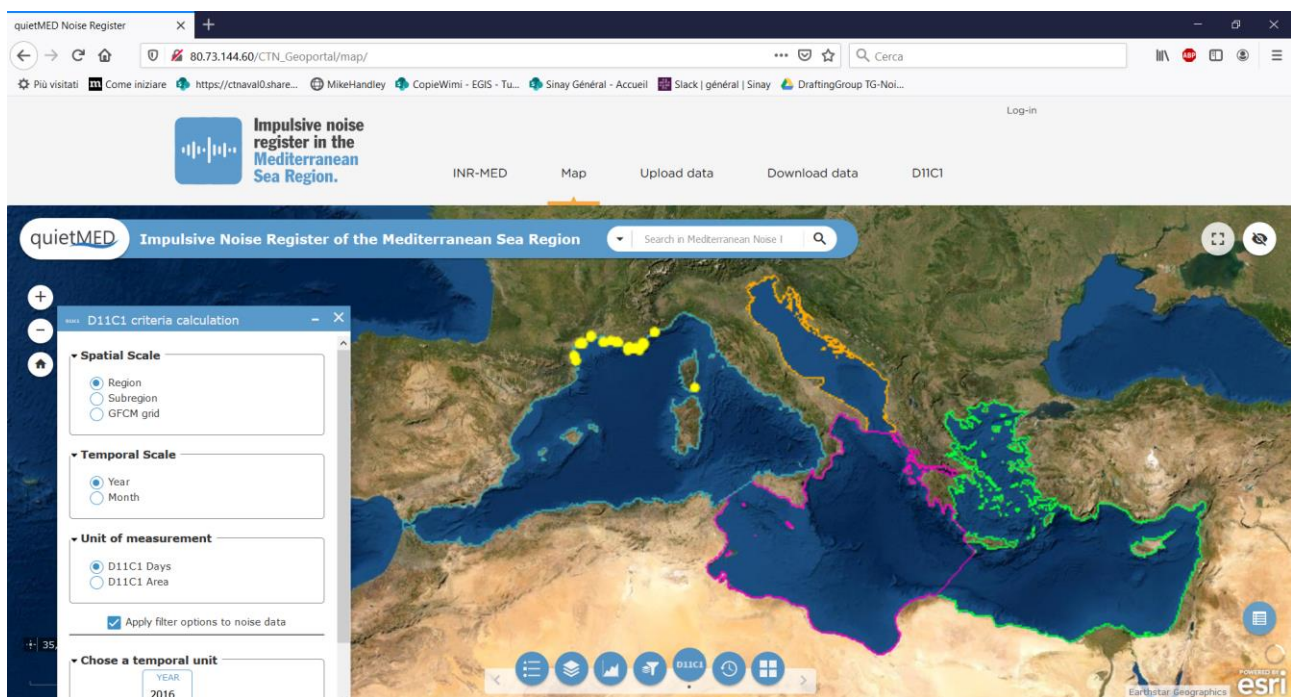 quietMED Noise Register
80.73.144.60/CTN_Geoportal/map/
Cerca
Più visitati
Come iniziare
https://ctnaval0.share...
MikeHandley
CopieWimi - EGIS - Tu...
Sinay Général - Accueil
Slack | général | Sinay
DraftingGroup TG-Noi...
Log-in
Impulsive noise
register in the
Mediterranean
Sea Region.
INR-MED
Map
Upload data
Download data
D11C1
quietMED
Impulsive Noise Register of the Mediterranean Sea Region
Search in Mediterranean Noise
D11C1 criteria calculation
Spatial Scale
Region
Subregion
GFCM grid
Temporal Scale
Year
Month
Unit of measurement
D11C1 Days
D11C1 Area
Apply filter options to noise data
35,
Chose a temporal unit
YEAR
2016
D11C1
Earthstar Geographics
POWERED BY
esri